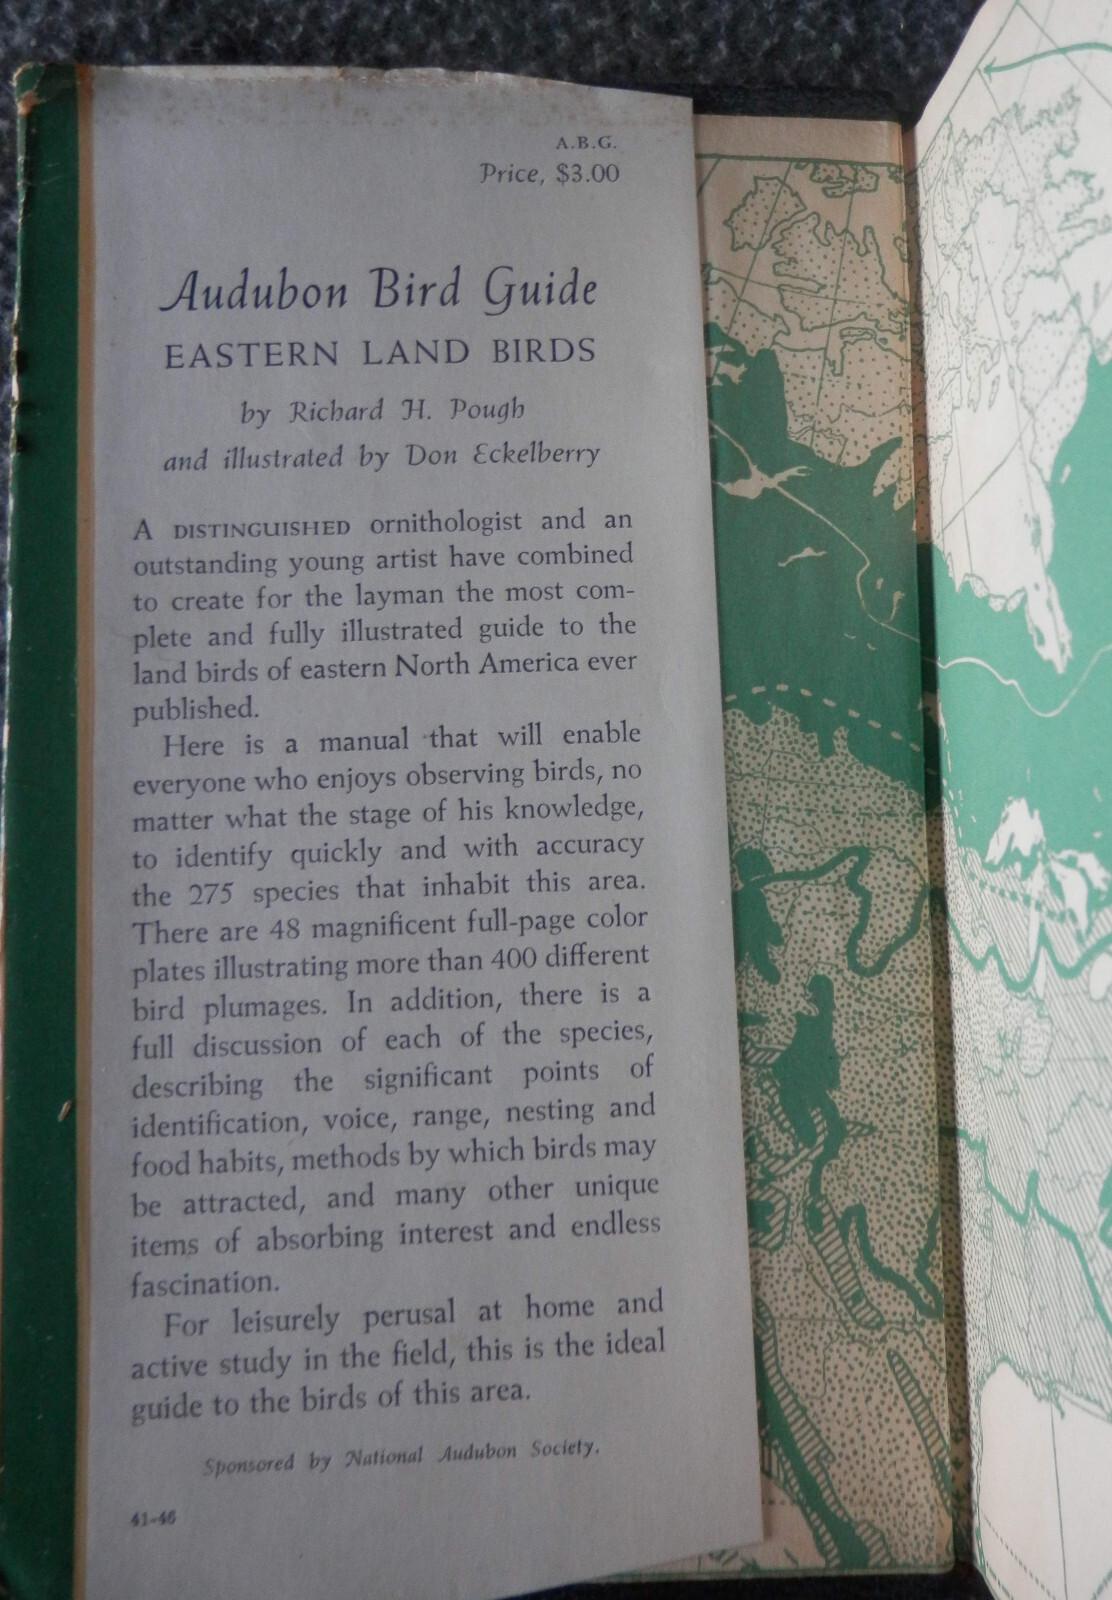 A.B.G.
Price, $3.00
Audubon Bird Guide
EASTERN LAND BIRDS
by Richard H. Pough
and illustrated by Don Eckelberry
A DISTINGUISHED ornithologist and an
outstanding young artist have combined
to create for the layman the most com-
plete and fully illustrated guide to the
land birds of eastern North America ever
published.
Here is a manual that will enable
everyone who enjoys observing birds, no
matter what the stage of his knowledge,
to identify quickly and with accuracy
the 275 species that inhabit this area.
There are 48 magnificent full-page color
plates illustrating more than 400 different
bird plumages. In addition, there is a
full discussion of each of the species,
describing the significant points of
identification, voice, range, nesting and
food habits, methods by which birds may
be attracted, and many other unique
items of absorbing interest and endless
fascination.
For leisurely perusal at home and
active study in the field, this is the ideal
guide to the birds of this area.
Sponsored by National Audubon Society.
41-46